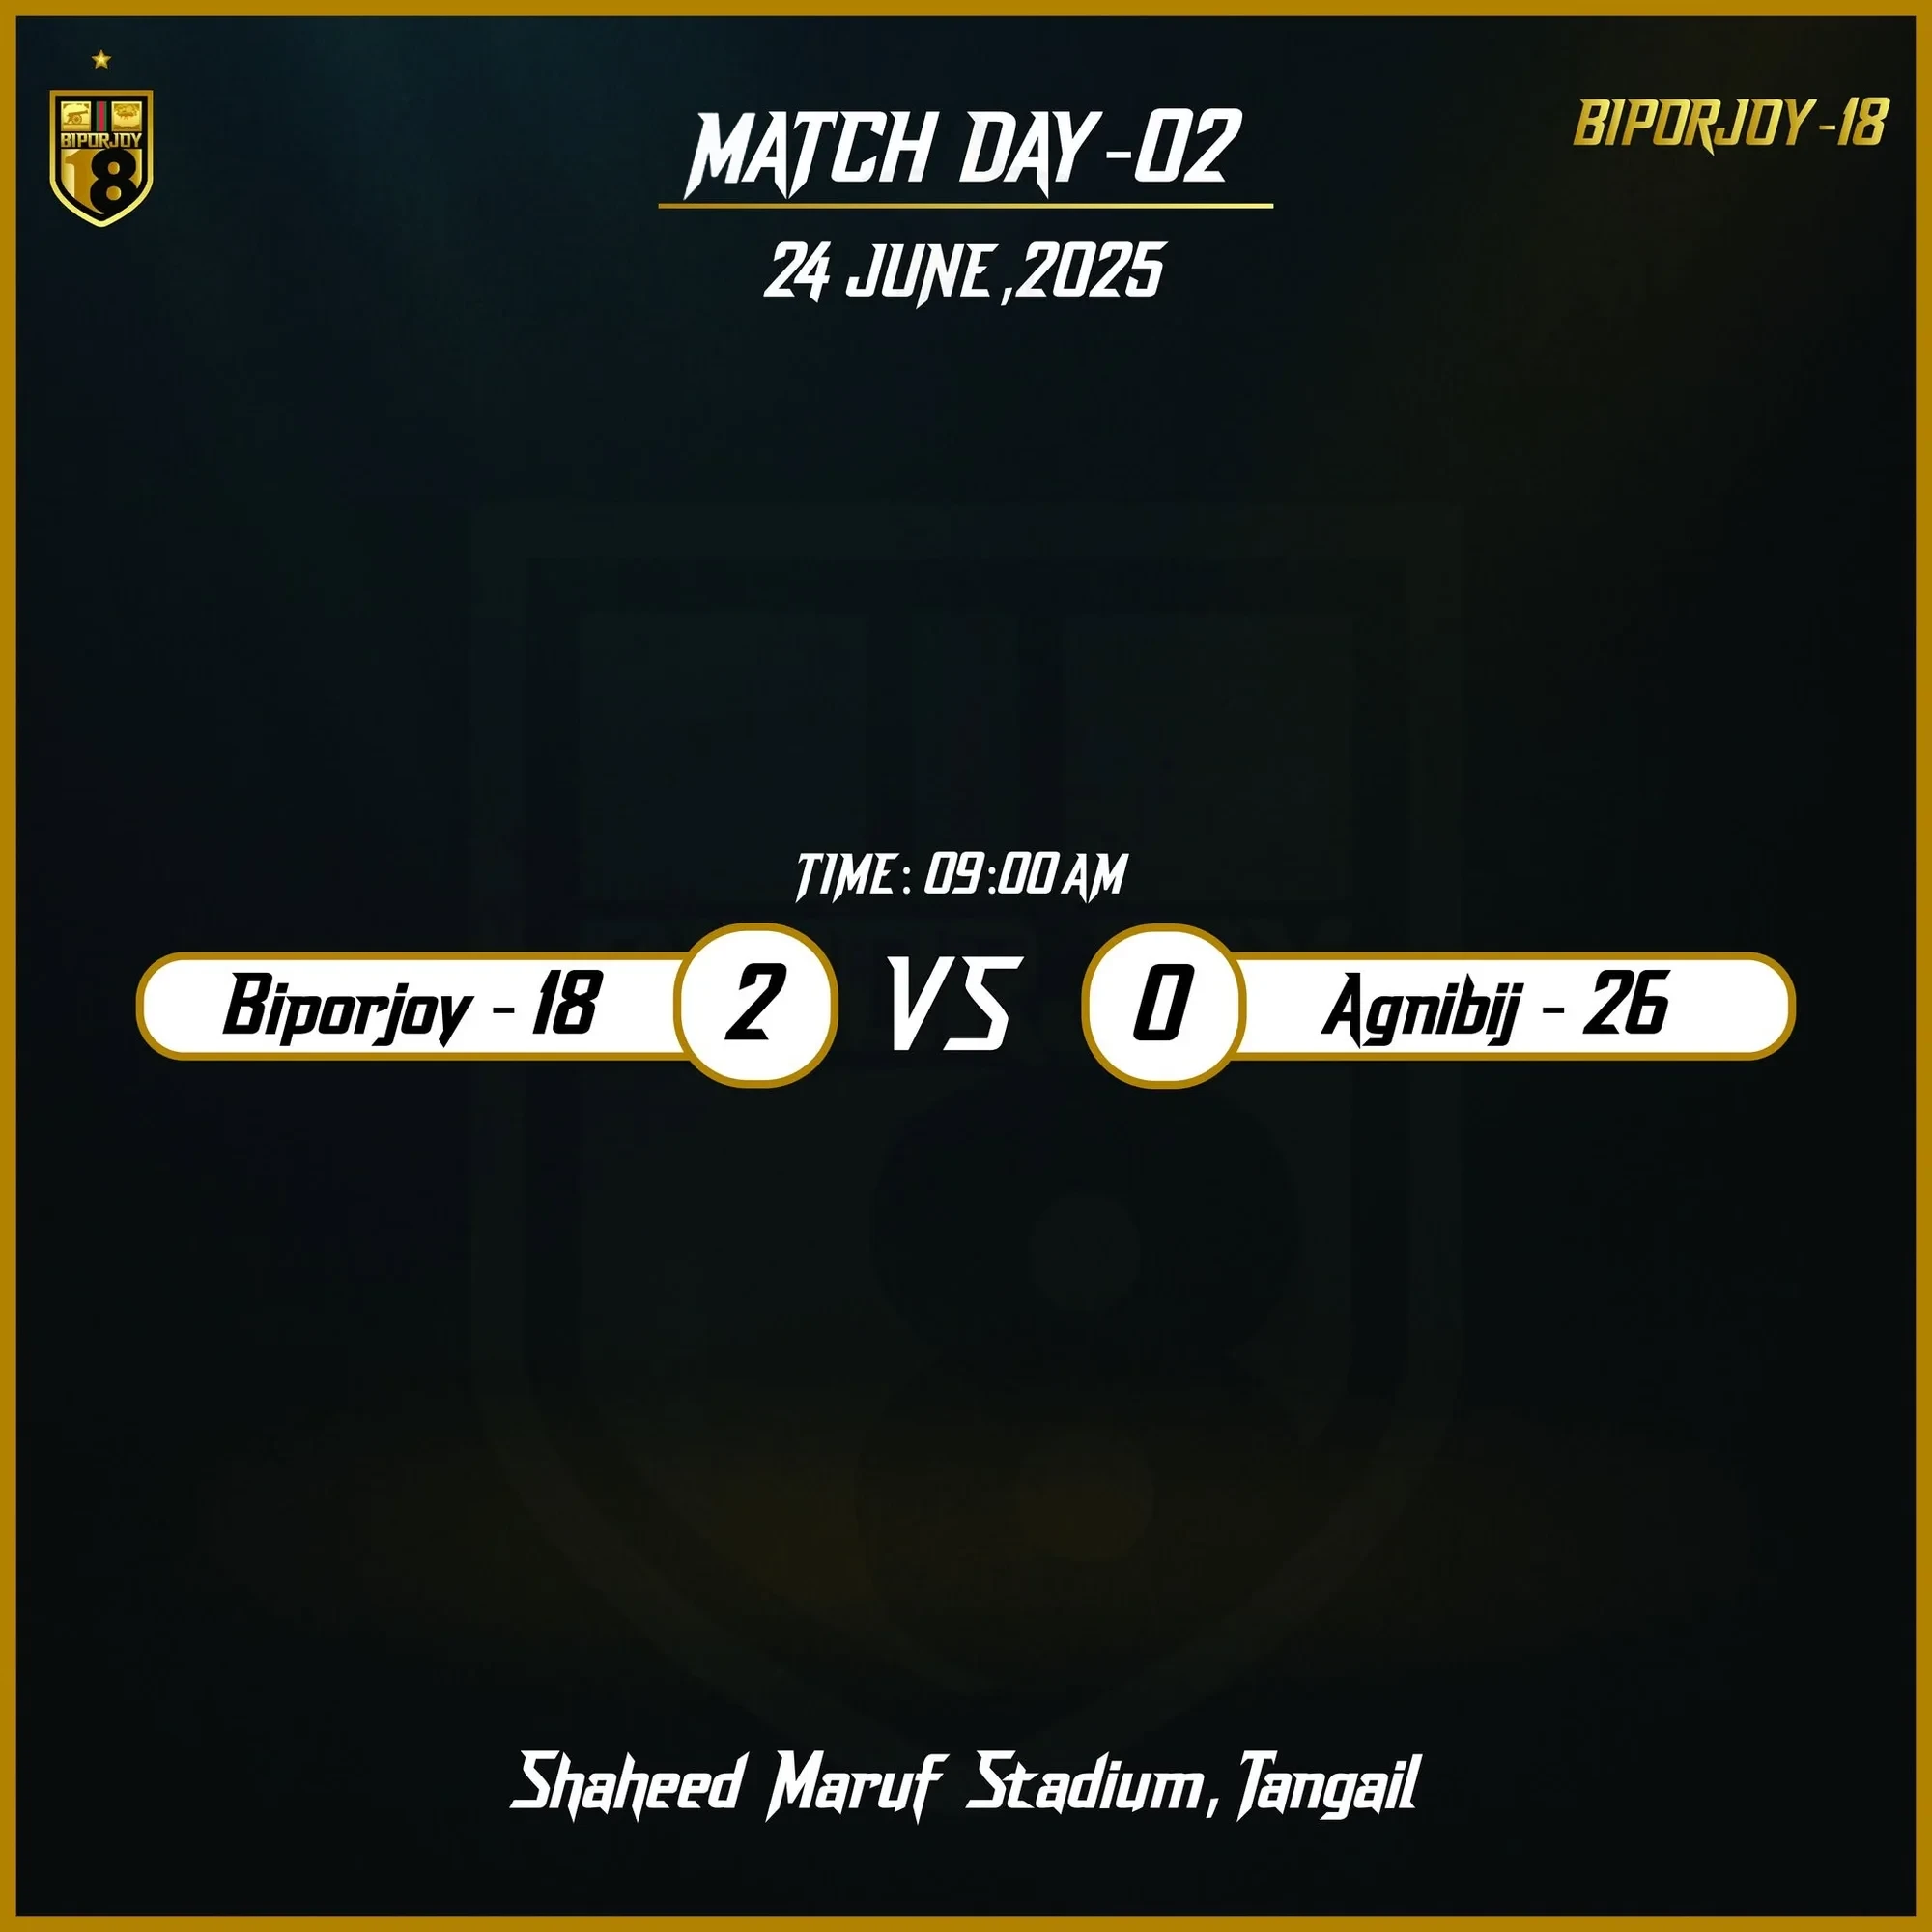 BIPORJOY
18
MATCH DAY -02
BIPORJOY -18
24 JUNE ,2025
TIME : 09:00 AM
Biporjoy - 18 2 VS 0 Agnibij - 26
Shaheed Maruf Stadium, Tangail